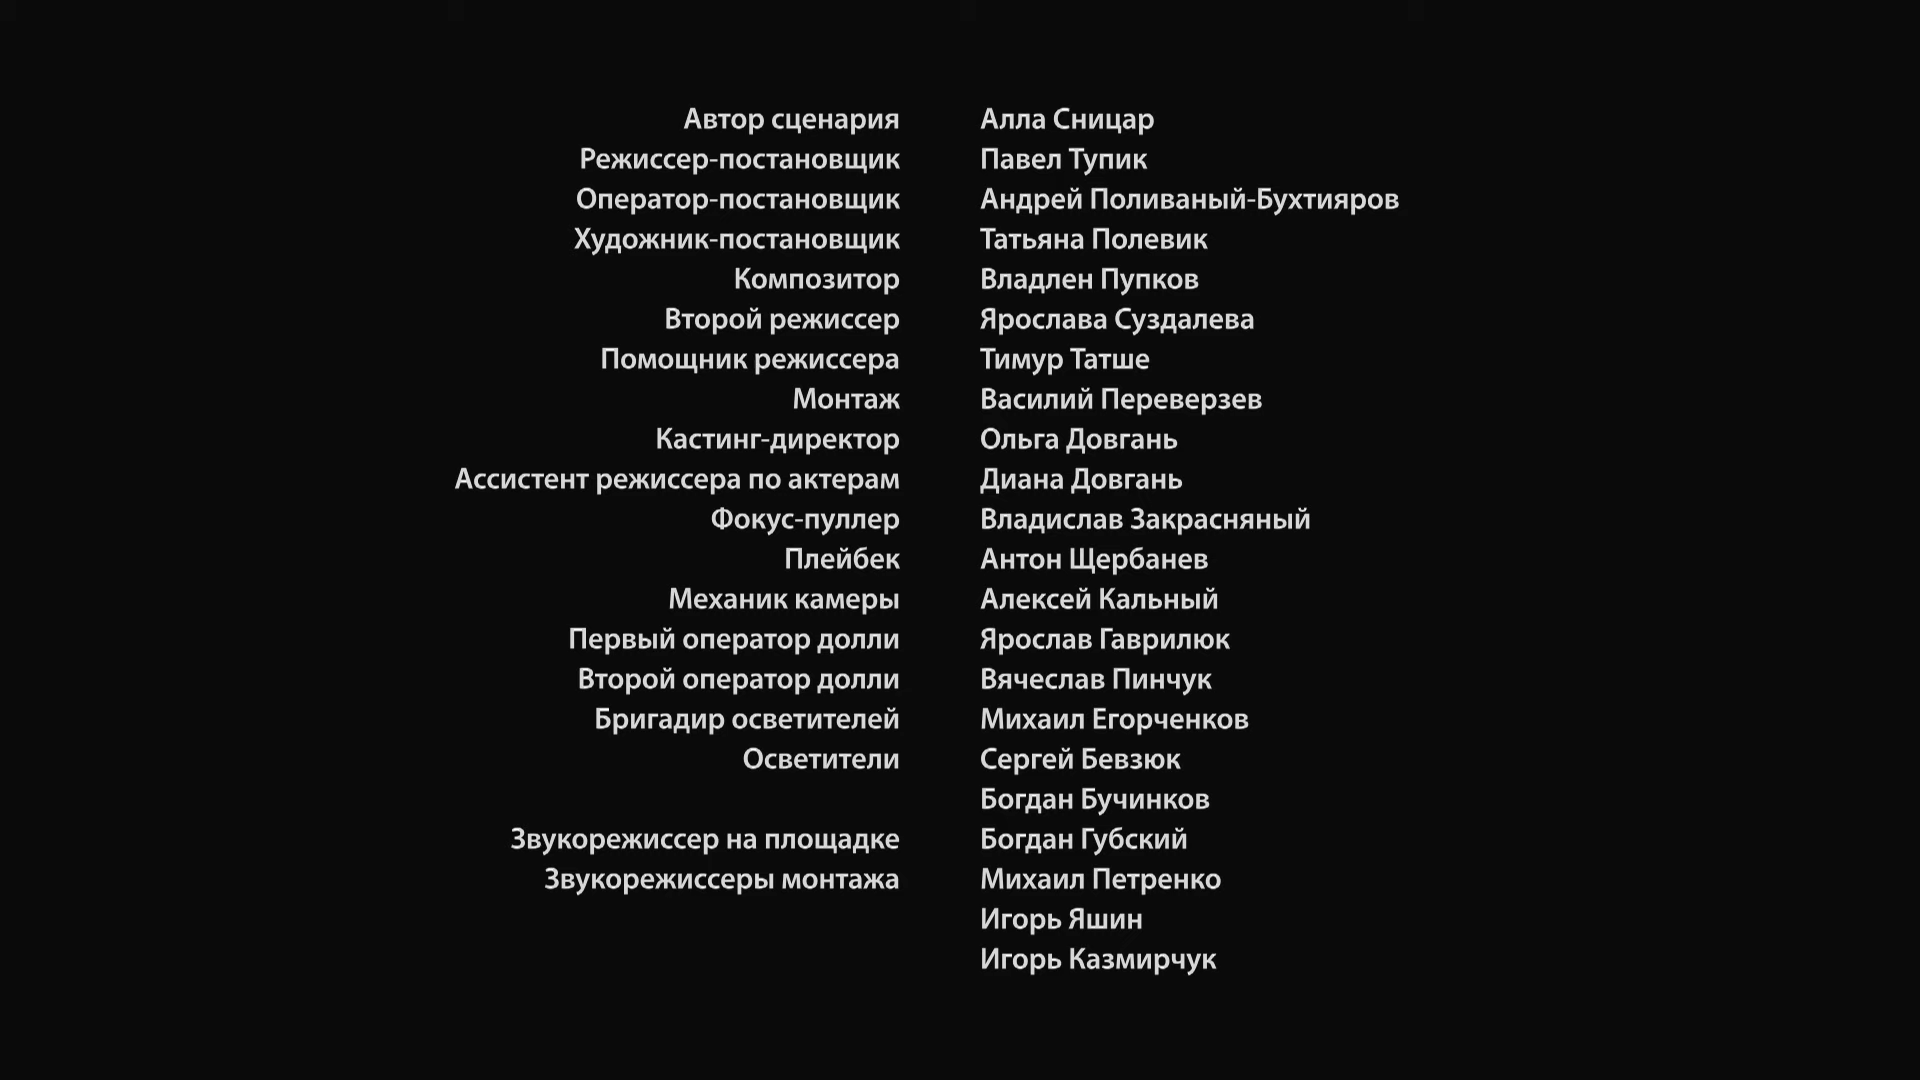 Автор сценария Алла Сницар
Режиссер-постановщик Павел Тупик
Оператор-постановщик Андрей Поливаный-Бухтияров
Художник-постановщик Татьяна Полевик
Композитор Владлен Пупков
Второй режиссер Ярослава Суздалева
Помощник режиссера Тимур Татше
Монтаж Василий Переверзев
Кастинг-директор Ольга Довгань
Ассистент режиссера по актерам Диана Довгань
Фокус-пуллер Владислав Закрасняный
Плейбек Антон Щербанев
Механик камеры Алексей Кальный
Первый оператор долли Ярослав Гаврилюк
Второй оператор долли Вячеслав Пинчук
Бригадир осветителей Михаил Егорченков
Осветители Сергей Бевзюк
Богдан Бучинков
Звукорежиссер на площадке Богдан Губский
Звукорежиссеры монтажа Михаил Петренко
Игорь Яшин
Игорь Казмирчук